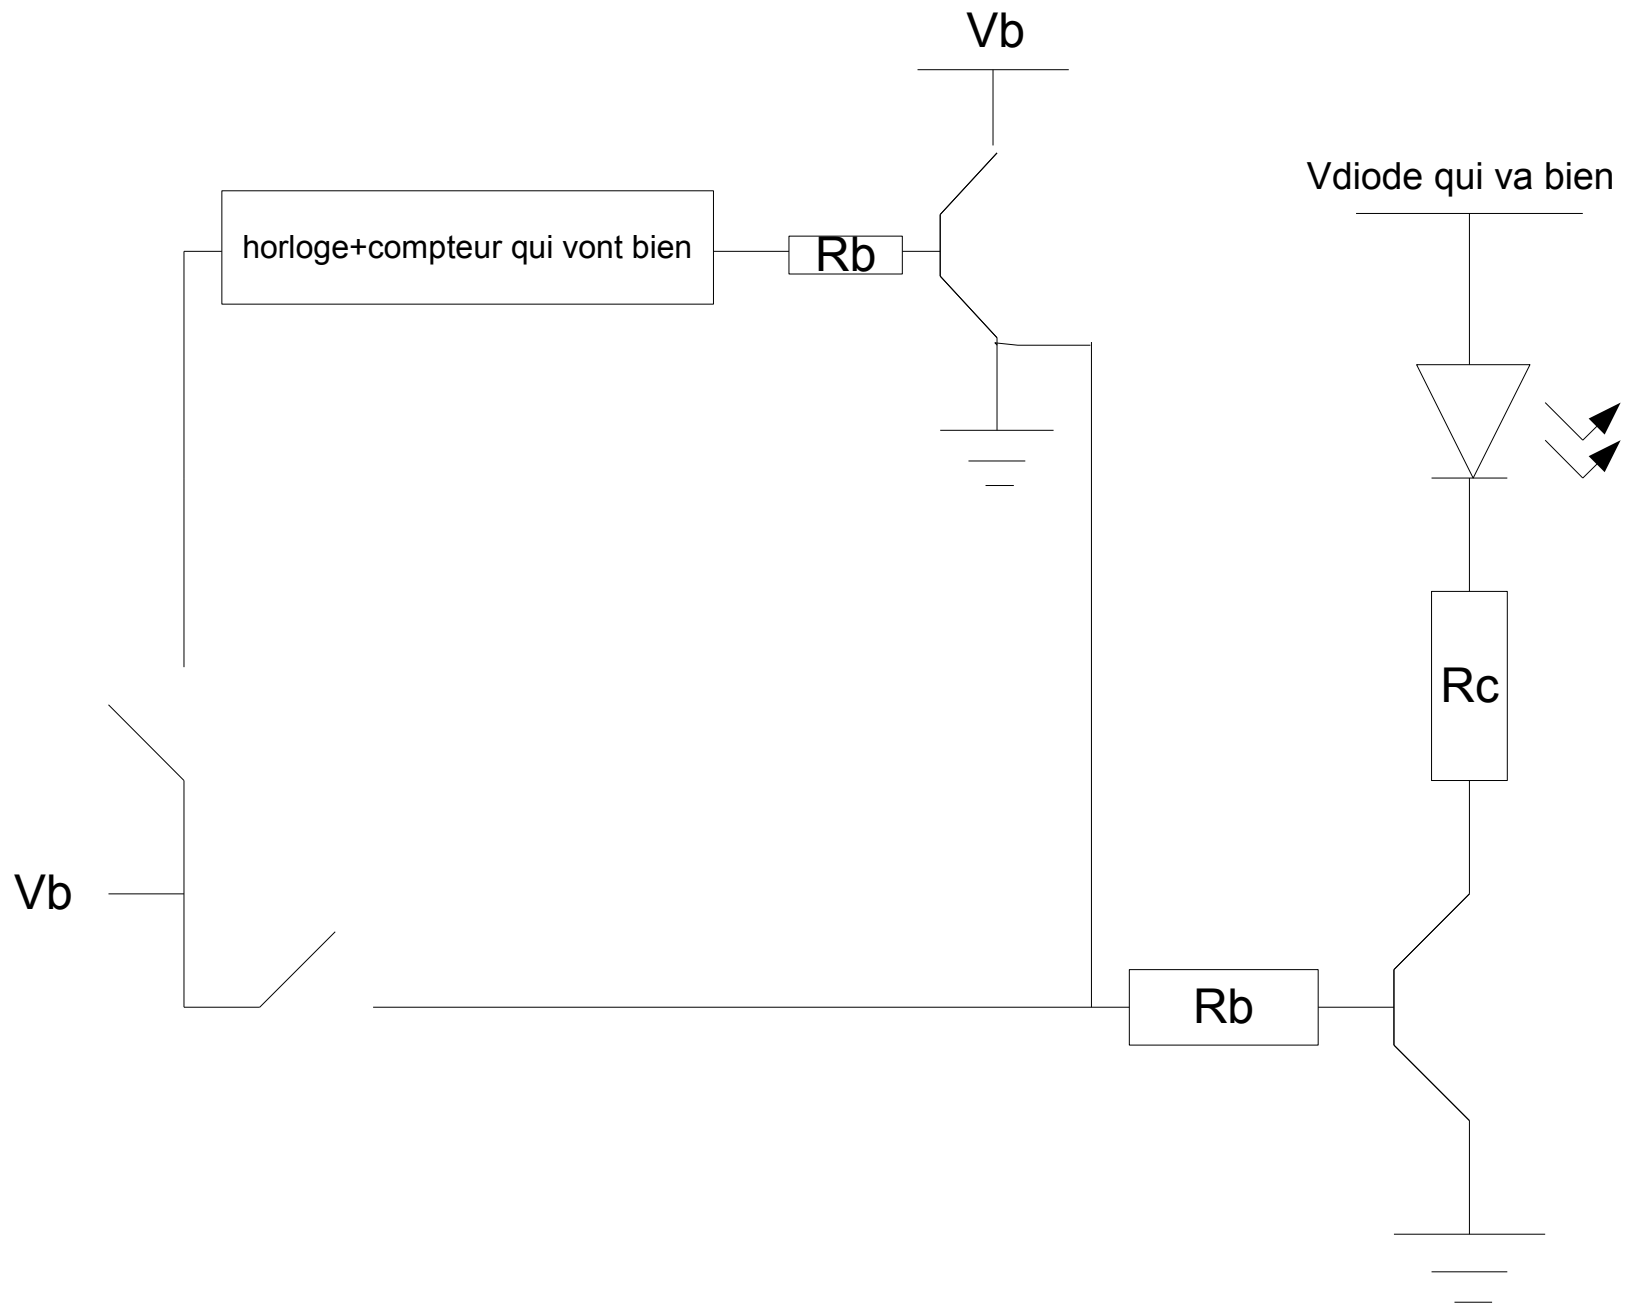 Vb
Vdiode qui va bien
horloge+compteur qui vont bien
Rb
Rc
Vb
Rb